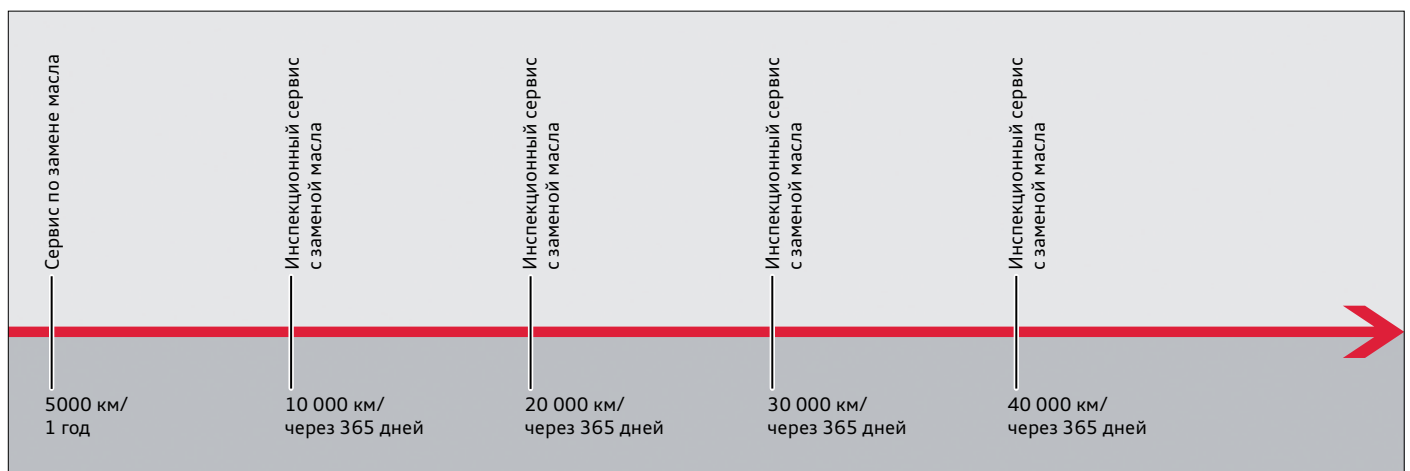 Сервис по замене масла
Инспекционный сервис
с заменой масла
Инспекционный сервис
с заменой масла
Инспекционный сервис
с заменой масла
Инспекционный сервис
с заменой масла
5000 км/
1 год
10 000 км/
через 365 дней
20 000 км/
через 365 дней
30 000 км/
через 365 дней
40 000 км/
через 365 дней